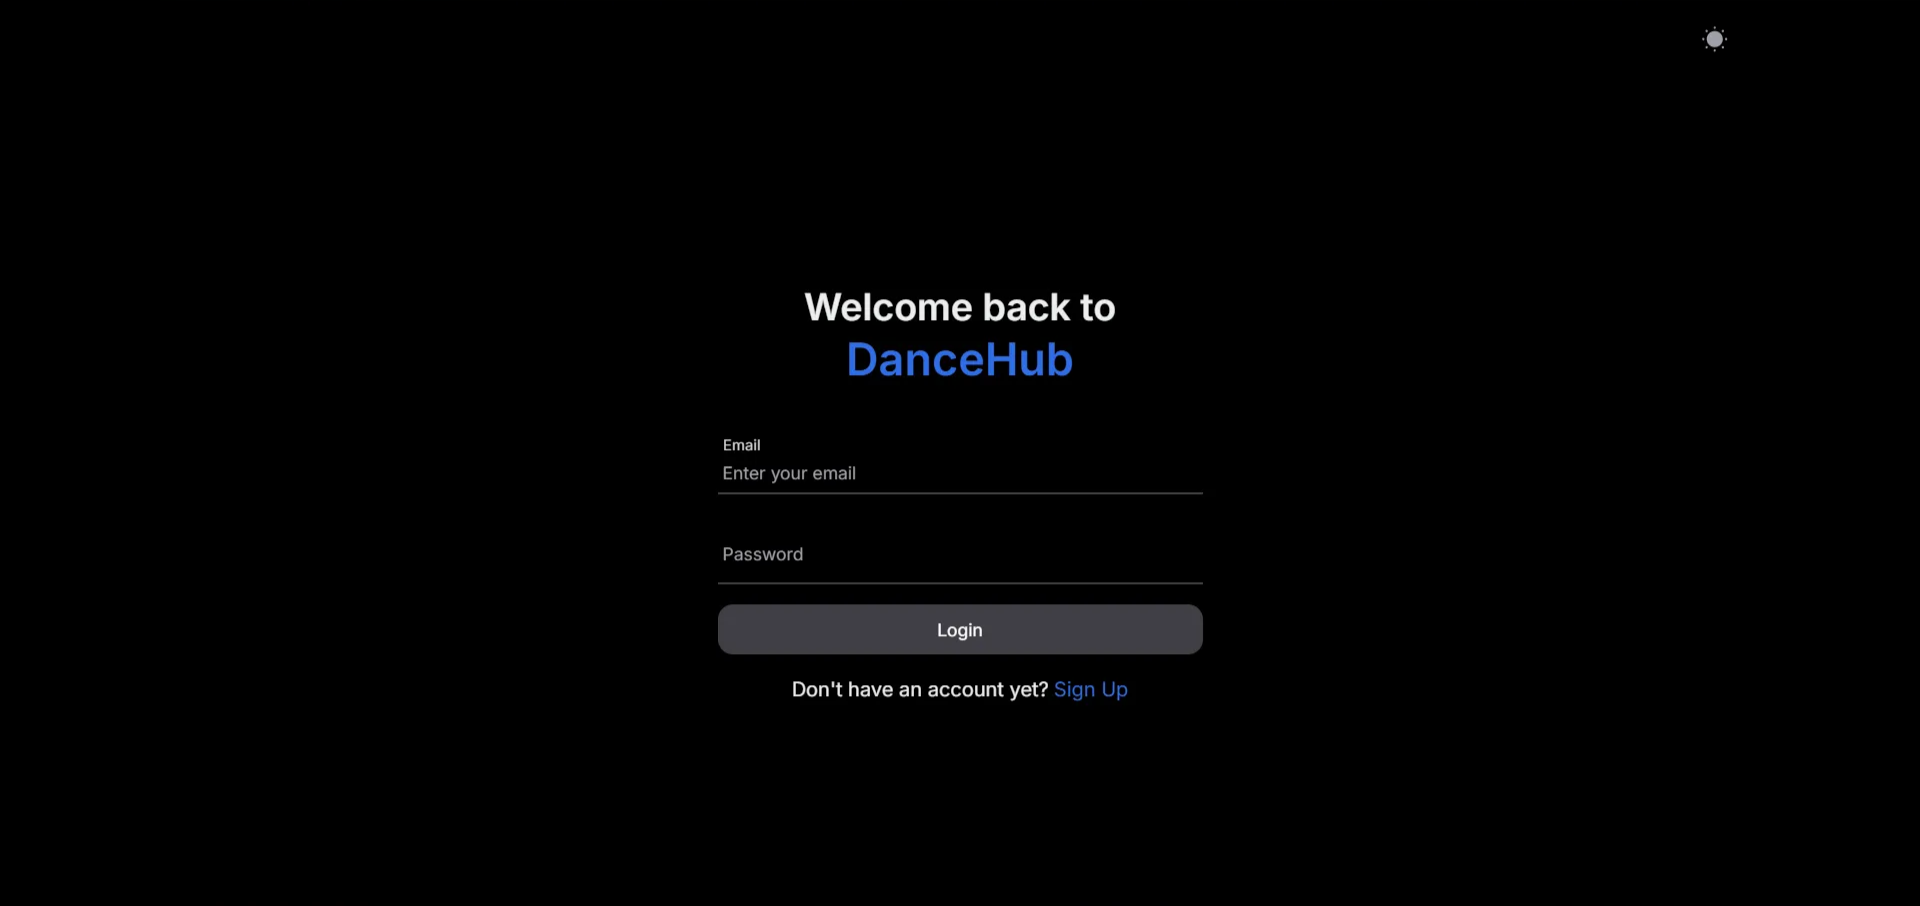 Welcome back to
DanceHub
Email
Enter your email
Password
Login
Don't have an account yet? Sign Up